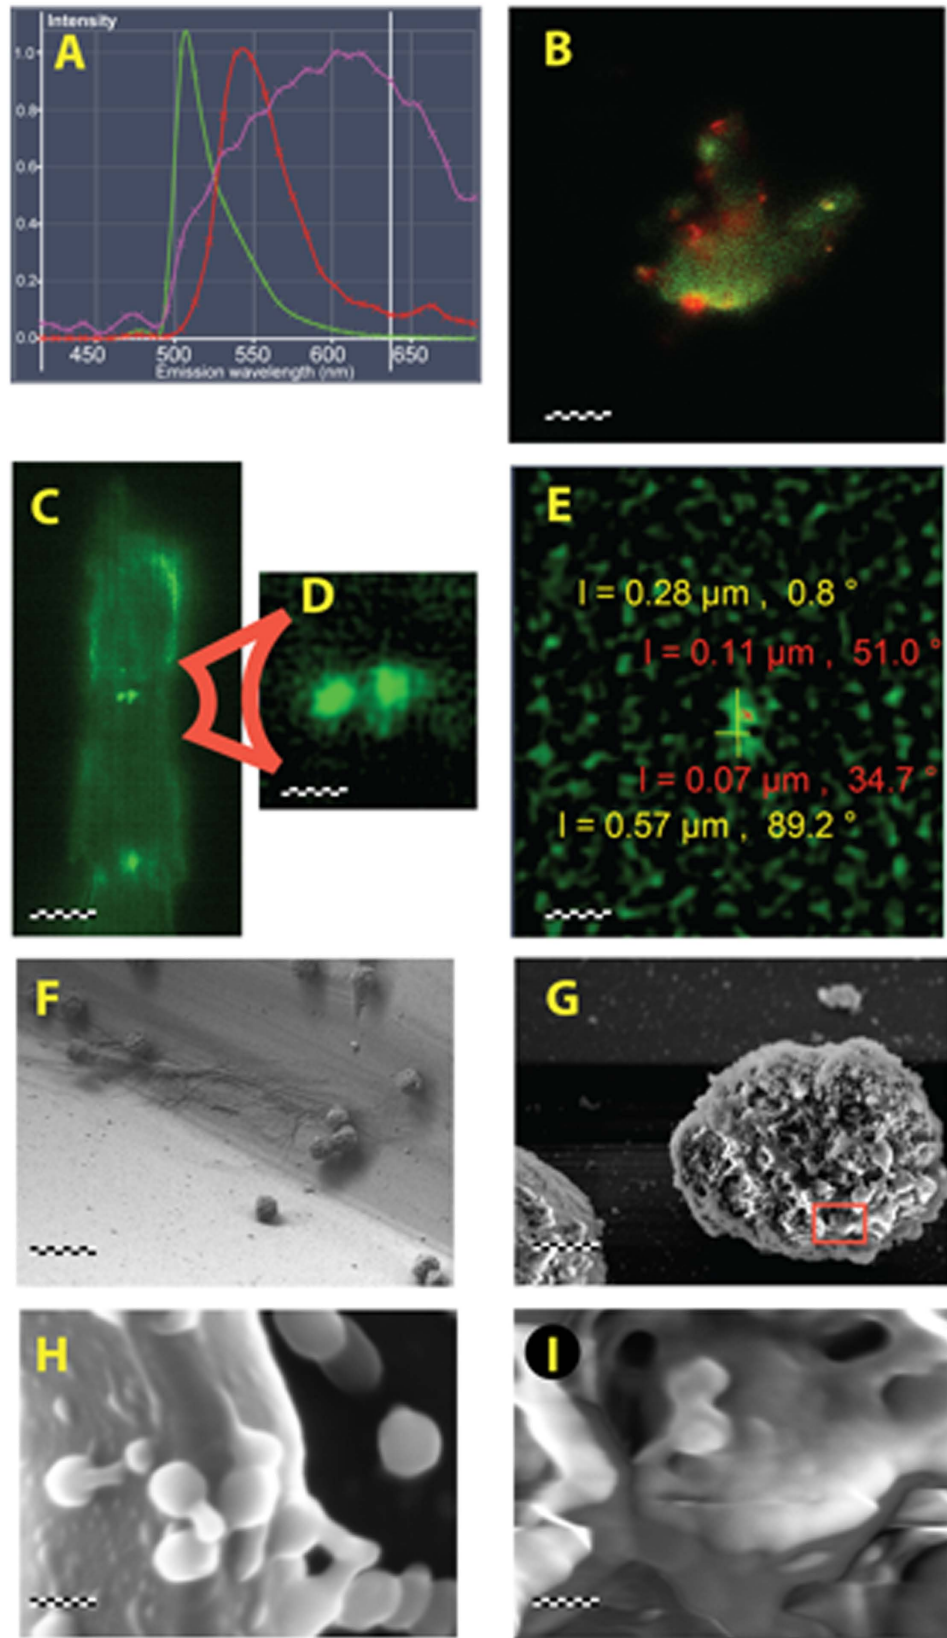 Intensity
A
1.0
0.8
0.6
0.4
0.2
0.0
450 500 550 600 650
Emission wavelength (nm)
B
C
D
E
l = 0.28 µm , 0.8 °
l = 0.11 µm , 51.0 °
l = 0.07 µm , 34.7 °
l = 0.57 µm , 89.2 °
F
G
H
I